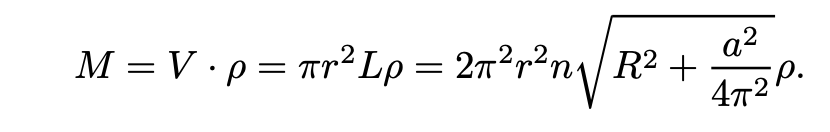 M = V · ρ = πr²Lρ = 2π²r²n√(R² + a²/4π²) ρ.